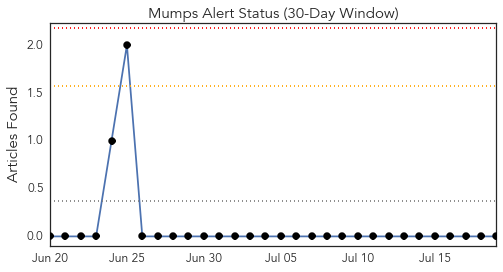 Mumps Alert Status (30-Day Window)
Articles Found
2.0
1.5
1.0
0.5
0.0
Jun 20
Jun 25
Jun 30
Jul 05
Jul 10
Jul 15